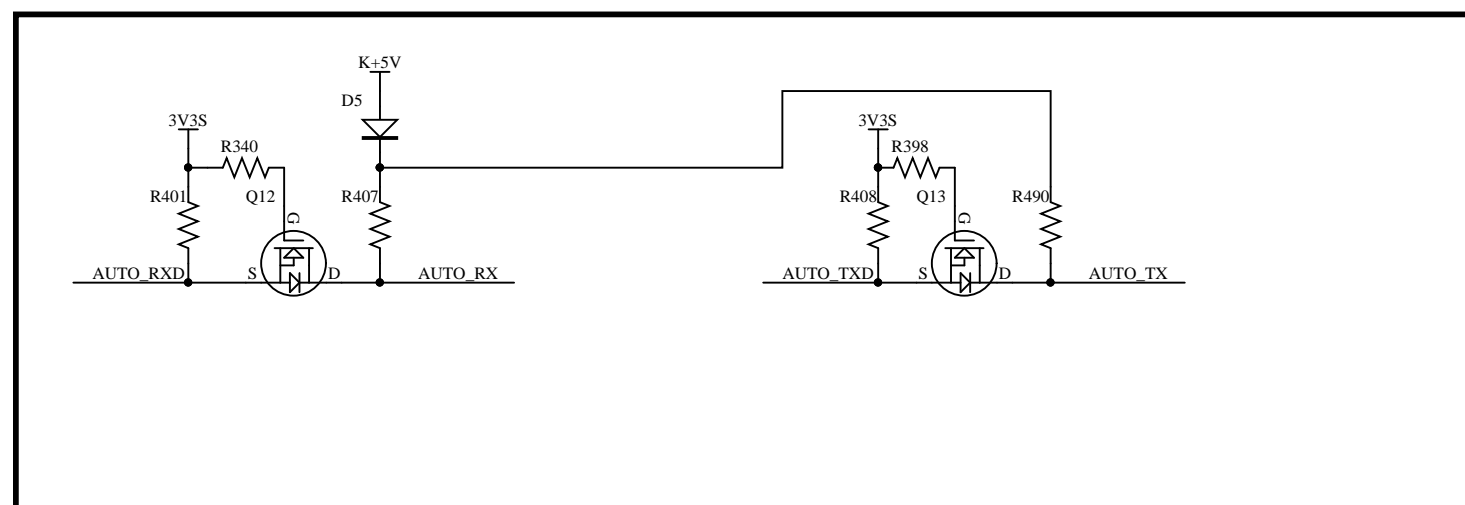 K+5V
D5
3V3S
3V3S
R340
R398
R401
Q12
R407
R408
Q13
R490
G
G
AUTO_RXD
S
D
AUTO_RX
AUTO_TXD
S
D
AUTO_TX